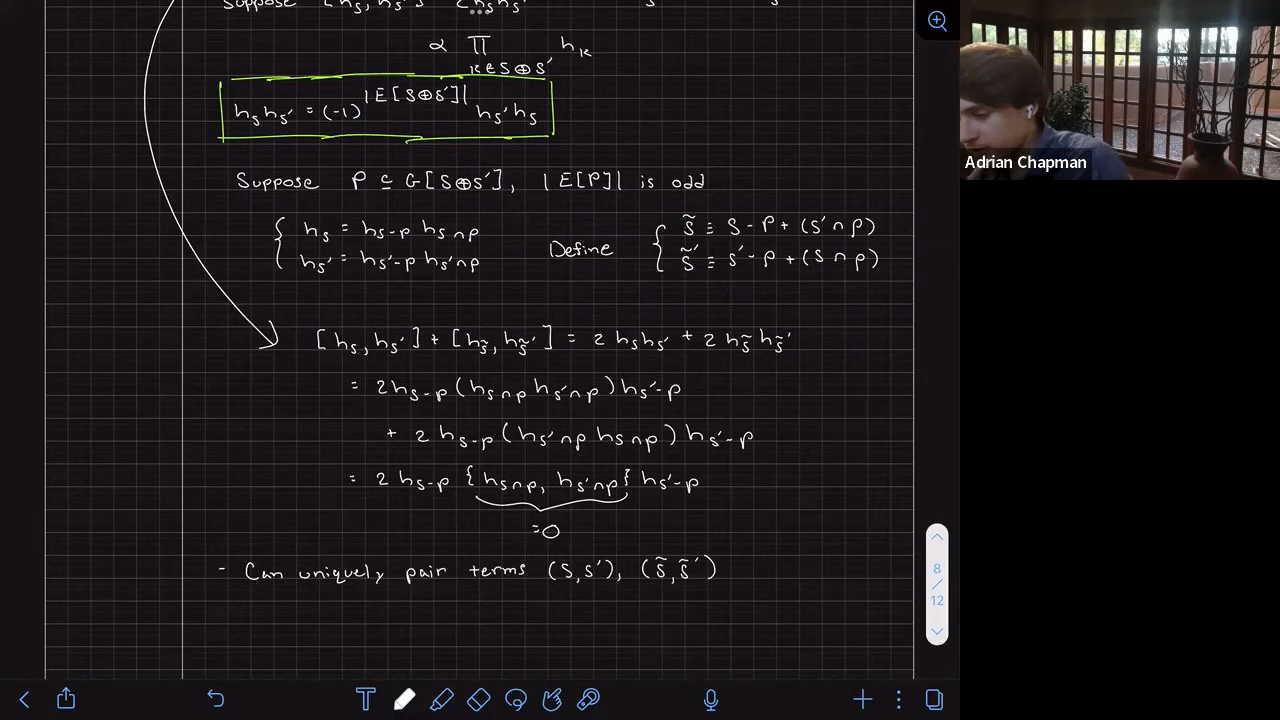 Suppose
∝ ∏ h_k
k∈S⊕S'
h_S h_S' = (-1)^|E[S⊕S']| h_S' h_S
Suppose P ⊆ G[S⊕S'], |E[P]| is odd
{ h_S = h_S-P h_S∩P
{ h_S' = h_S'-P h_S'∩P
Define { S̃ ≡ S - P + (S'∩P)
{ S̃' ≡ S' - P + (S∩P)
[h_S, h_S'] + [h_S̃, h_S̃'] = 2 h_S h_S' + 2 h_S̃ h_S̃'
= 2 h_S-P (h_S∩P h_S'∩P) h_S'-P
+ 2 h_S-P (h_S'∩P h_S∩P) h_S'-P
= 2 h_S-P {h_S∩P, h_S'∩P} h_S'-P
=0
- Can uniquely pair terms (S,S'), (S̃,S̃')
Adrian Chapman
8
/
12
T